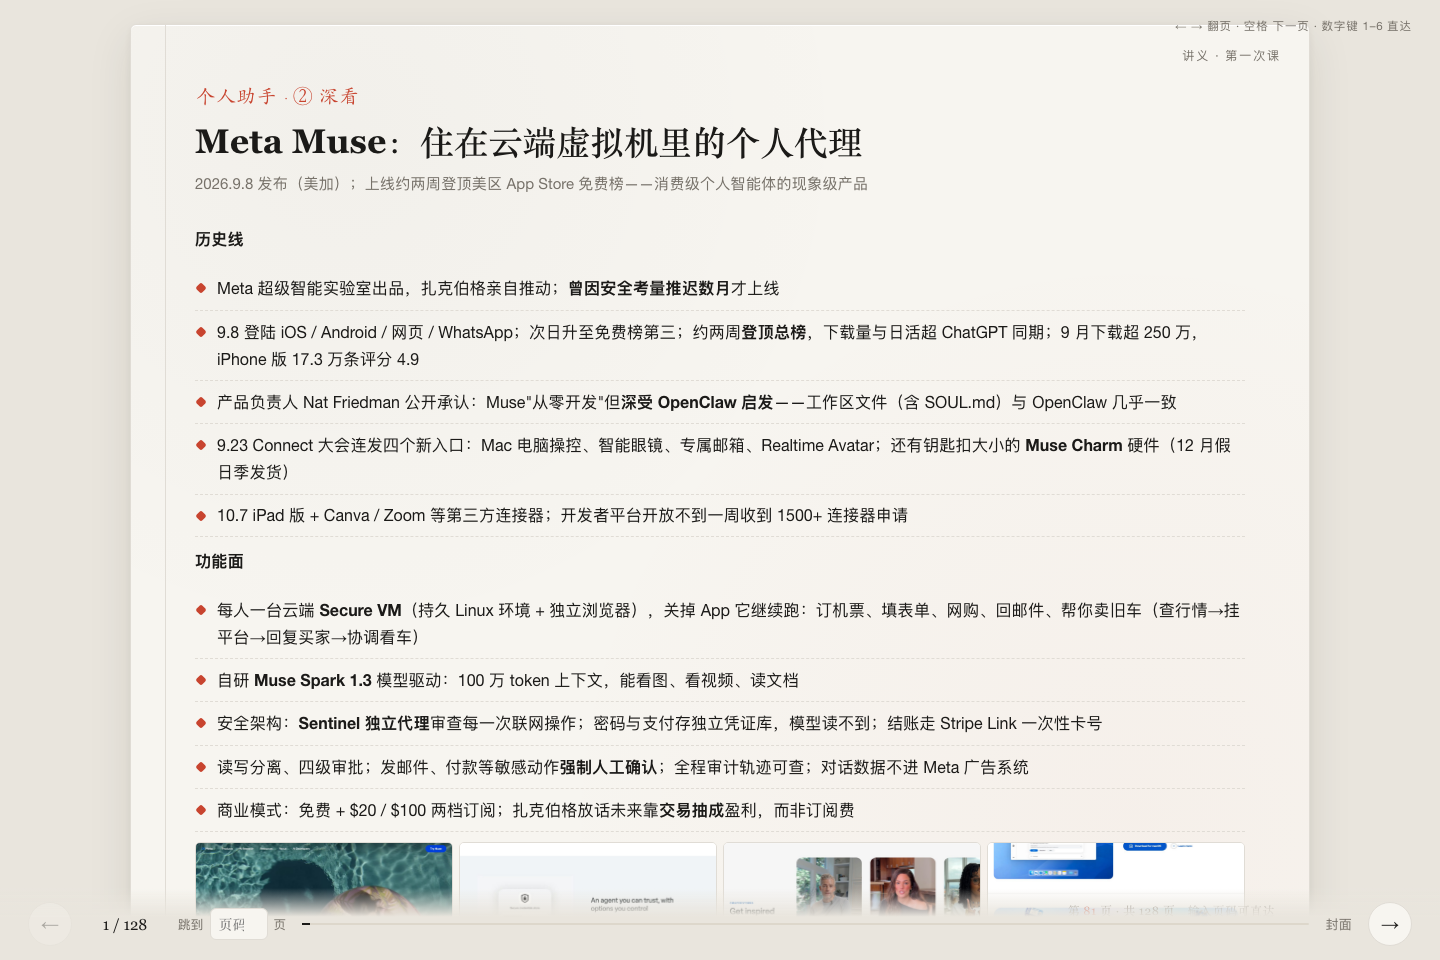 ←→ 翻页 · 空格 下一页 · 数字键 1–6 直达
讲义 · 第一次课
个人助手 · ② 深看
Meta Muse：住在云端虚拟机里的个人代理
2026.9.8 发布（美加）；上线约两周登顶美区 App Store 免费榜——消费级个人智能体的现象级产品
历史线
Meta 超级智能实验室出品，扎克伯格亲自推动；曾因安全考量推迟数月才上线
9.8 登陆 iOS / Android / 网页 / WhatsApp；次日升至免费榜第三；约两周登顶总榜，下载量与日活超 ChatGPT 同期；9 月下载超 250 万，
iPhone 版 17.3 万条评分 4.9
产品负责人 Nat Friedman 公开承认：Muse"从零开发"但深受 OpenClaw 启发——工作区文件（含 SOUL.md）与 OpenClaw 几乎一致
9.23 Connect 大会连发四个新入口：Mac 电脑操控、智能眼镜、专属邮箱、Realtime Avatar；还有钥匙扣大小的 Muse Charm 硬件（12 月假
日季发货）
10.7 iPad 版 + Canva / Zoom 等第三方连接器；开发者平台开放不到一周收到 1500+ 连接器申请
功能面
每人一台云端 Secure VM（持久 Linux 环境 + 独立浏览器），关掉 App 它继续跑：订机票、填表单、网购、回邮件、帮你卖旧车（查行情→挂
平台→回复买家→协调看车）
自研 Muse Spark 1.3 模型驱动：100 万 token 上下文，能看图、看视频、读文档
安全架构：Sentinel 独立代理审查每一次联网操作；密码与支付存独立凭证库，模型读不到；结账走 Stripe Link 一次性卡号
读写分离、四级审批；发邮件、付款等敏感动作强制人工确认；全程审计轨迹可查；对话数据不进 Meta 广告系统
商业模式：免费 + $20 / $100 两档订阅；扎克伯格放话未来靠交易抽成盈利，而非订阅费
An agent you can trust, with
options you control
Get inspired
第 81 页 · 共 128 页
←
1 / 128
跳到 页码 页
封面
→